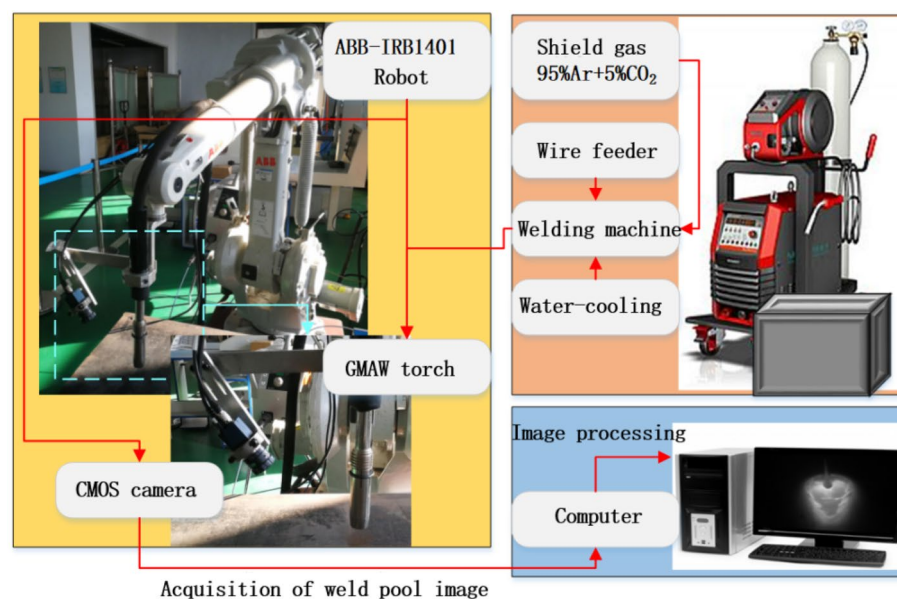 ABB-IRB1401
Robot
Shield gas
95%Ar+5%CO₂
Wire feeder
Welding machine
Water-cooling
GMAW torch
ABB
CMOS camera
Image processing
Computer
Acquisition of weld pool image